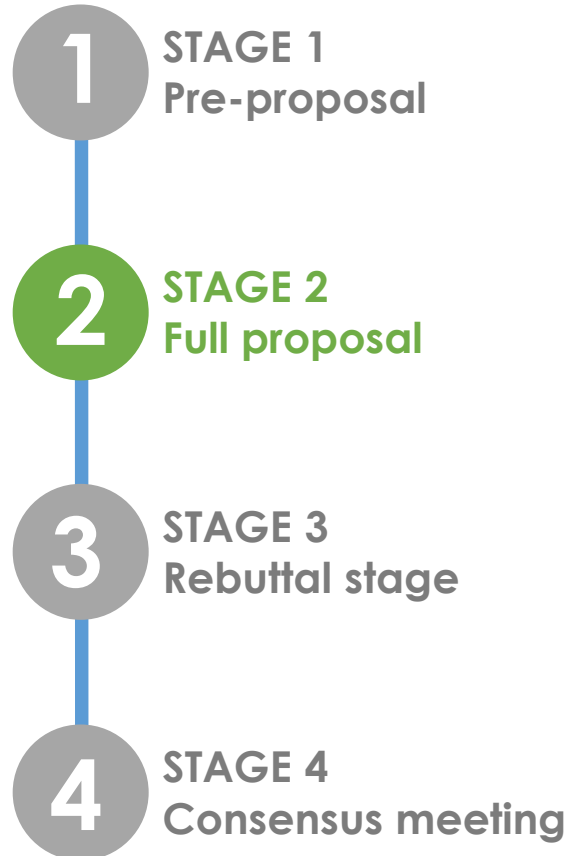 1
STAGE 1
Pre-proposal
2
STAGE 2
Full proposal
3
STAGE 3
Rebuttal stage
4
STAGE 4
Consensus meeting